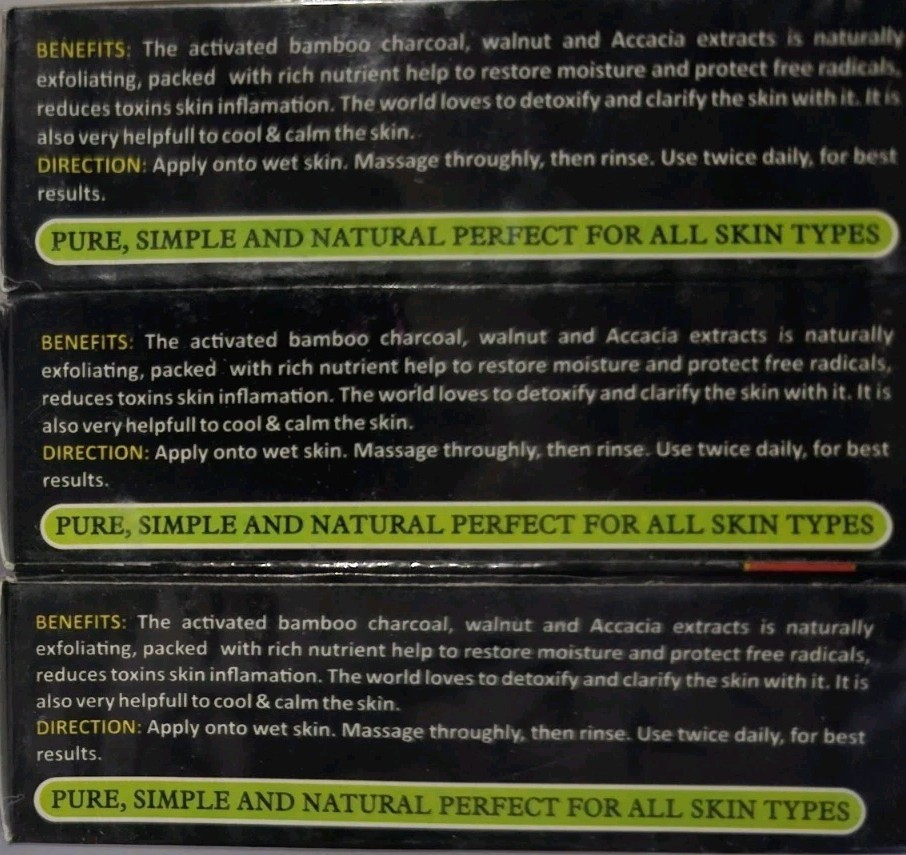 BENEFITS: The activated bamboo charcoal, walnut and Accacia extracts is naturally
exfoliating, packed with rich nutrient help to restore moisture and protect free radicals,
reduces toxins skin inflamation. The world loves to detoxify and clarify the skin with it. It is
also very helpfull to cool & calm the skin.
DIRECTION: Apply onto wet skin. Massage throughly, then rinse. Use twice daily, for best
results.
PURE, SIMPLE AND NATURAL PERFECT FOR ALL SKIN TYPES
BENEFITS: The activated bamboo charcoal, walnut and Accacia extracts is naturally
exfoliating, packed with rich nutrient help to restore moisture and protect free radicals,
reduces toxins skin inflamation. The world loves to detoxify and clarify the skin with it. It is
also very helpfull to cool & calm the skin.
DIRECTION: Apply onto wet skin. Massage throughly, then rinse. Use twice daily, for best
results.
PURE, SIMPLE AND NATURAL PERFECT FOR ALL SKIN TYPES
BENEFITS: The activated bamboo charcoal, walnut and Accacia extracts is naturally
exfoliating, packed with rich nutrient help to restore moisture and protect free radicals,
reduces toxins skin inflamation. The world loves to detoxify and clarify the skin with it. It is
also very helpfull to cool & calm the skin.
DIRECTION: Apply onto wet skin. Massage throughly, then rinse. Use twice daily, for best
results.
PURE, SIMPLE AND NATURAL PERFECT FOR ALL SKIN TYPES